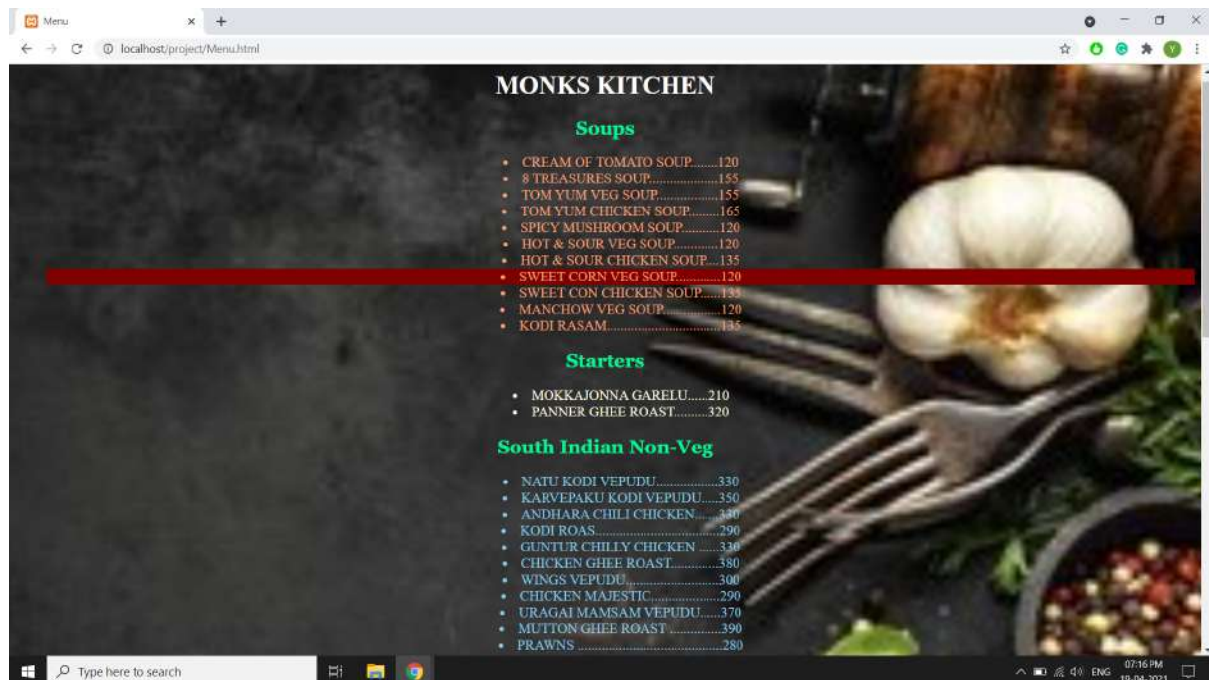 Menu
localhost/project/Menu.html
Y
MONKS KITCHEN
Soups
• CREAM OF TOMATO SOUP........120
• 8 TREASURES SOUP.....................155
• TOM YUM VEG SOUP..................155
• TOM YUM CHICKEN SOUP.........165
• SPICY MUSHROOM SOUP...........120
• HOT & SOUR VEG SOUP.............120
• HOT & SOUR CHICKEN SOUP....135
• SWEET CORN VEG SOUP.............120
• SWEET CON CHICKEN SOUP......135
• MANCHOW VEG SOUP.................120
• KODI RASAM..................................135
Starters
• MOKKAJONNA GARELU......210
• PANNER GHEE ROAST..........320
South Indian Non-Veg
• NATU KODI VEPUDU...................330
• KARVEPAKU KODI VEPUDU.....350
• ANDHARA CHILI CHICKEN.......330
• KODI ROAS.....................................290
• GUNTUR CHILLY CHICKEN ......330
• CHICKEN GHEE ROAST...............380
• WINGS VEPUDU............................300
• CHICKEN MAJESTIC.....................290
• URAGAI MAMSAM VEPUDU......370
• MUTTON GHEE ROAST ...............390
• PRAWNS ............................................280
Type here to search
ENG
07:16 PM
19-04-2021